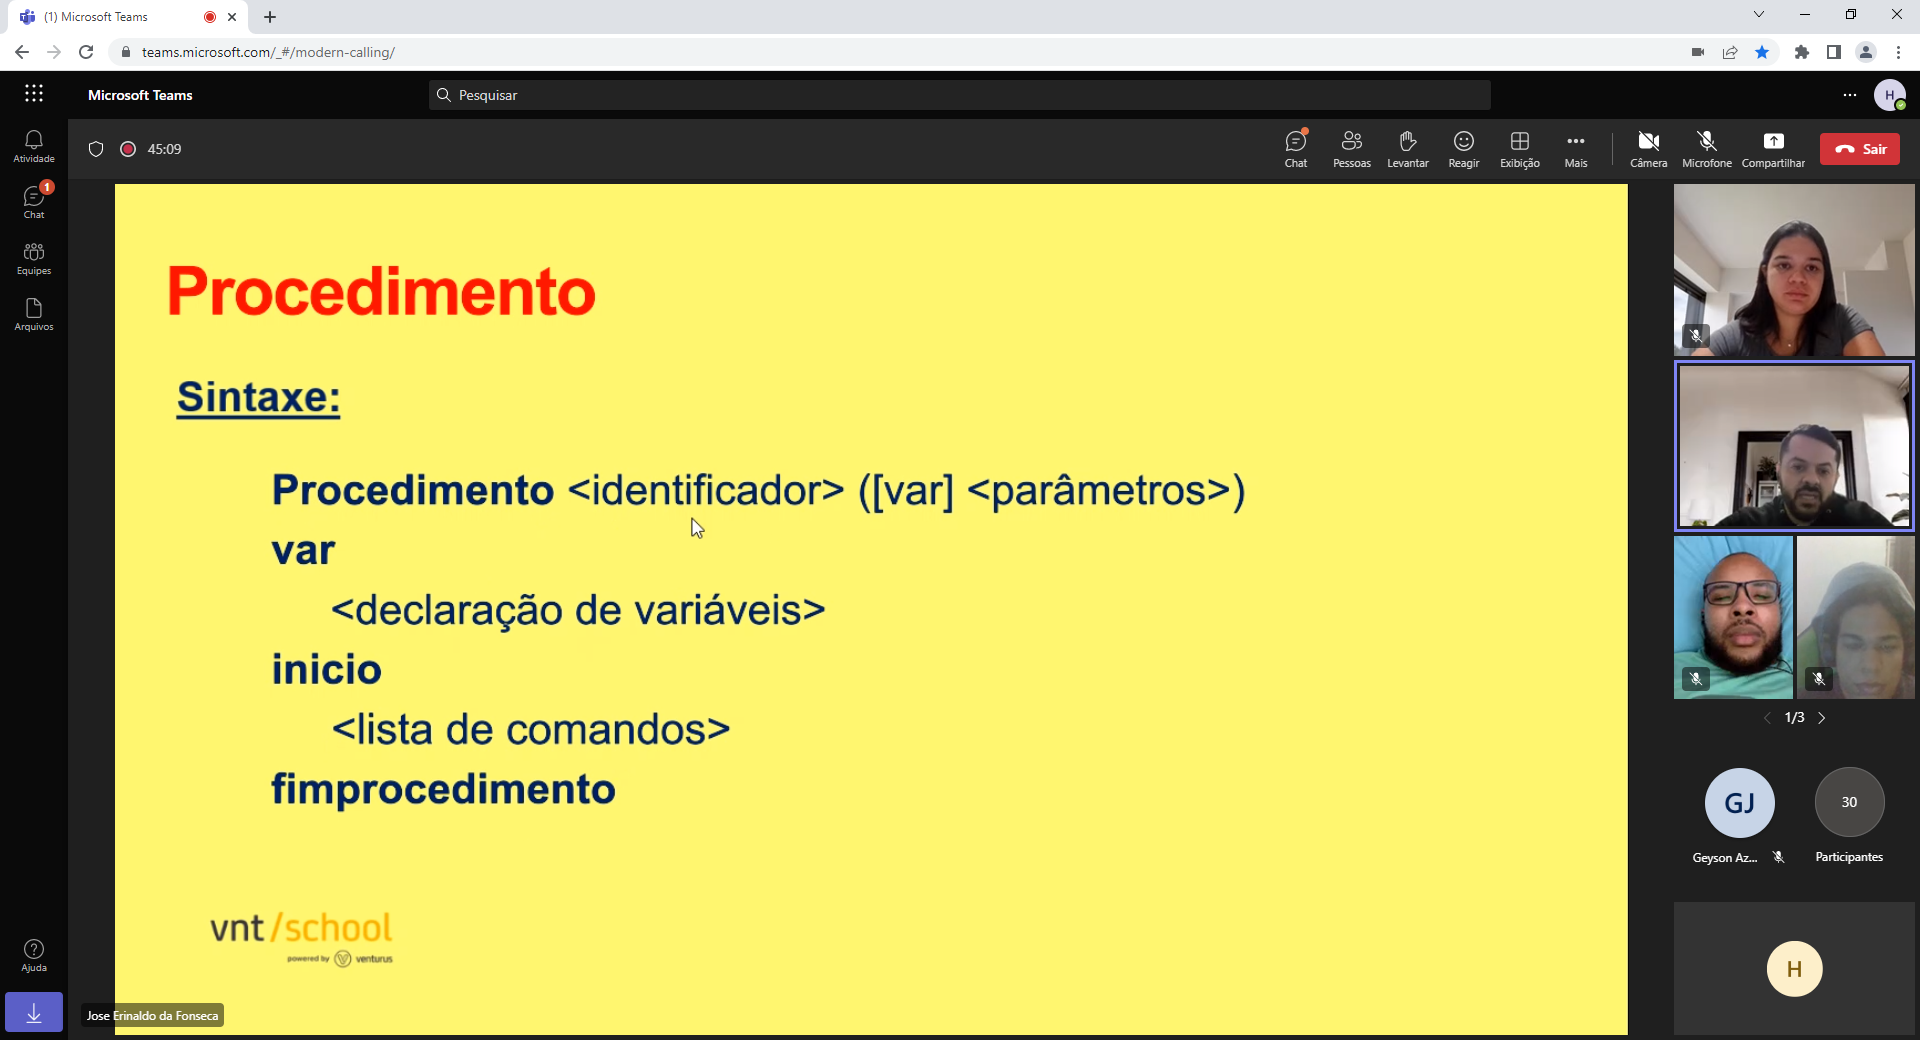 (1) Microsoft Teams
teams.microsoft.com/_#/modern-calling/
Microsoft Teams
Pesquisar
H
Atividade
1
Chat
Equipes
Arquivos
Ajuda
45:09
Chat
Pessoas
Levantar
Reagir
Exibição
Mais
Câmera
Microfone
Compartilhar
Sair
Procedimento
Sintaxe:
Procedimento <identificador> ([var] <parâmetros>)
var
<declaração de variáveis>
inicio
<lista de comandos>
fimprocedimento
vnt/school
powered by venturus
Jose Erinaldo da Fonseca
1/3
GJ
30
Geyson Az...
Participantes
H